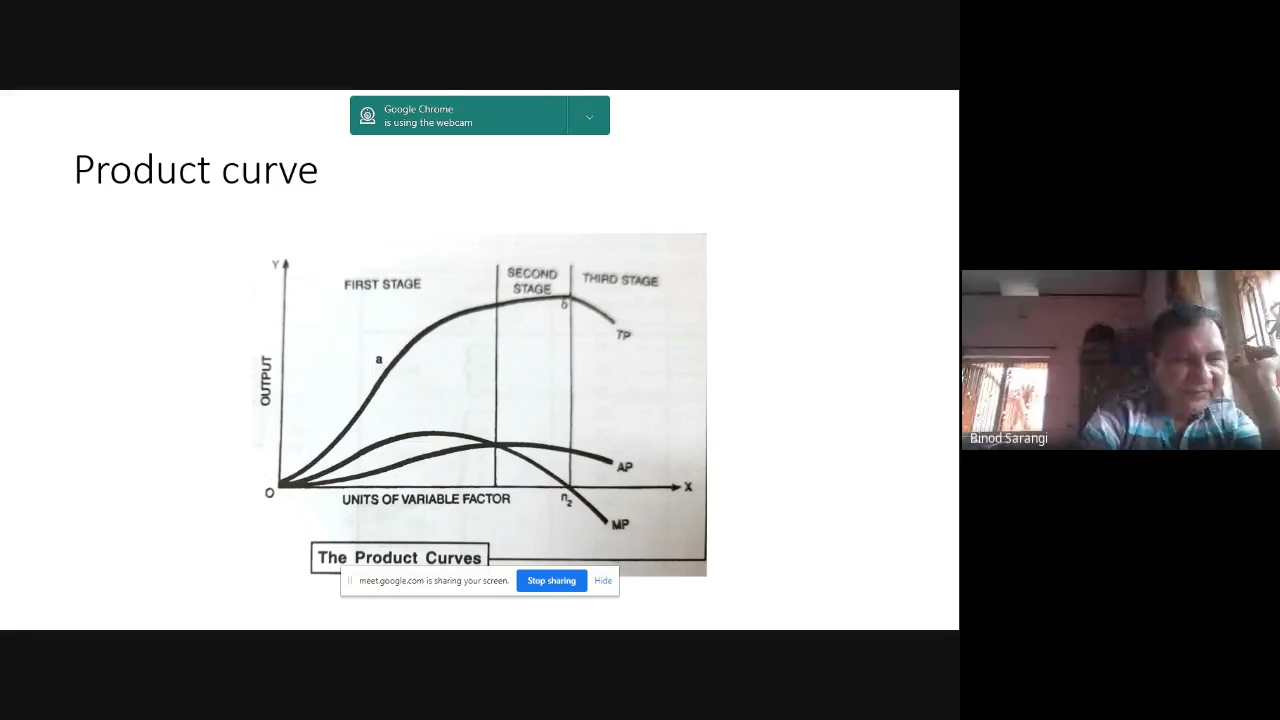 Google Chrome
is using the webcam
Product curve
Y
FIRST STAGE
SECOND
STAGE
THIRD STAGE
b
TP
a
OUTPUT
AP
O
X
UNITS OF VARIABLE FACTOR
n2
MP
The Product Curves
meet.google.com is sharing your screen.
Stop sharing
Hide
Binod Sarangi